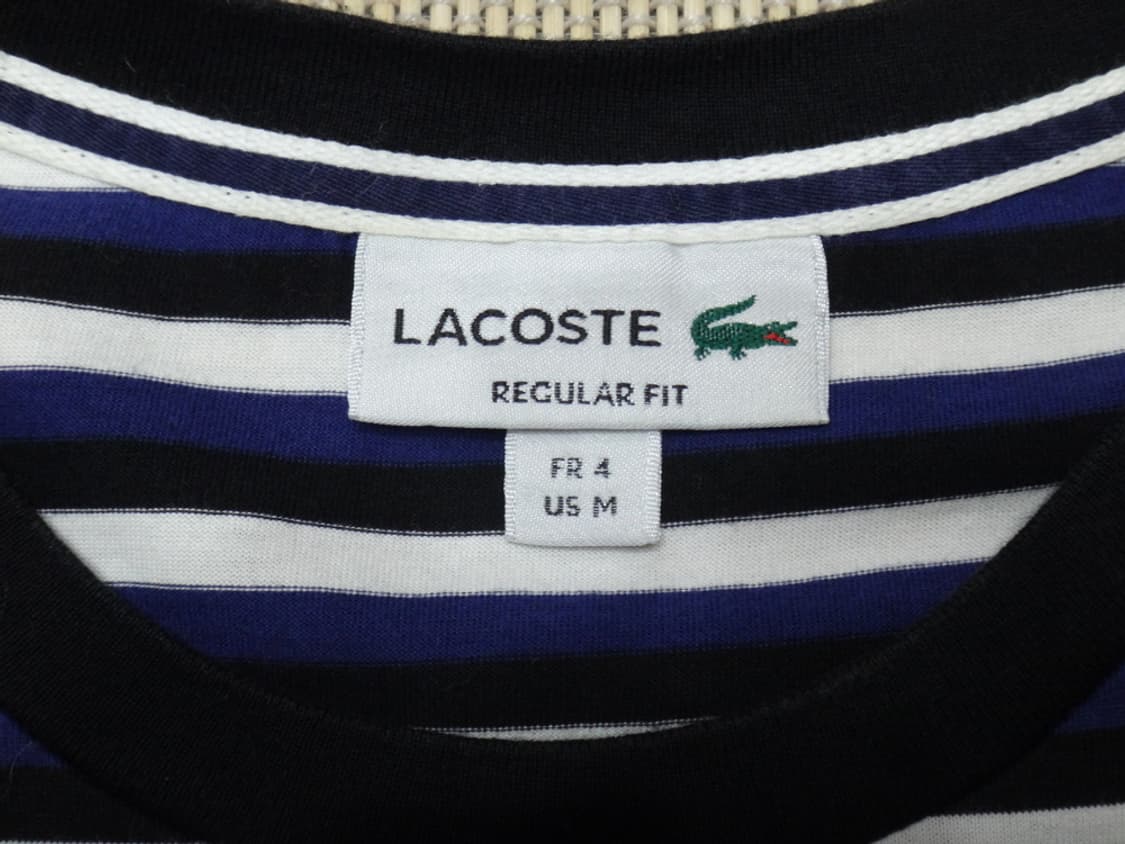 LACOSTE
REGULAR FIT
FR 4
US M